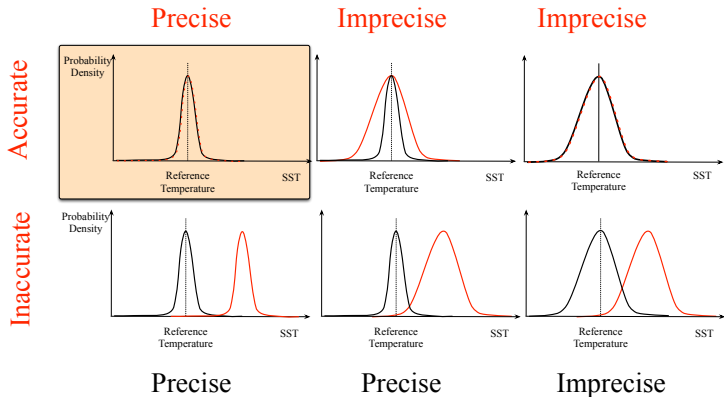 Precise
Imprecise
Imprecise
Accurate
Probability
Density
Reference
Temperature
SST
Reference
Temperature
SST
Reference
Temperature
SST
Inaccurate
Probability
Density
Reference
Temperature
SST
Reference
Temperature
SST
Reference
Temperature
SST
Precise
Precise
Imprecise